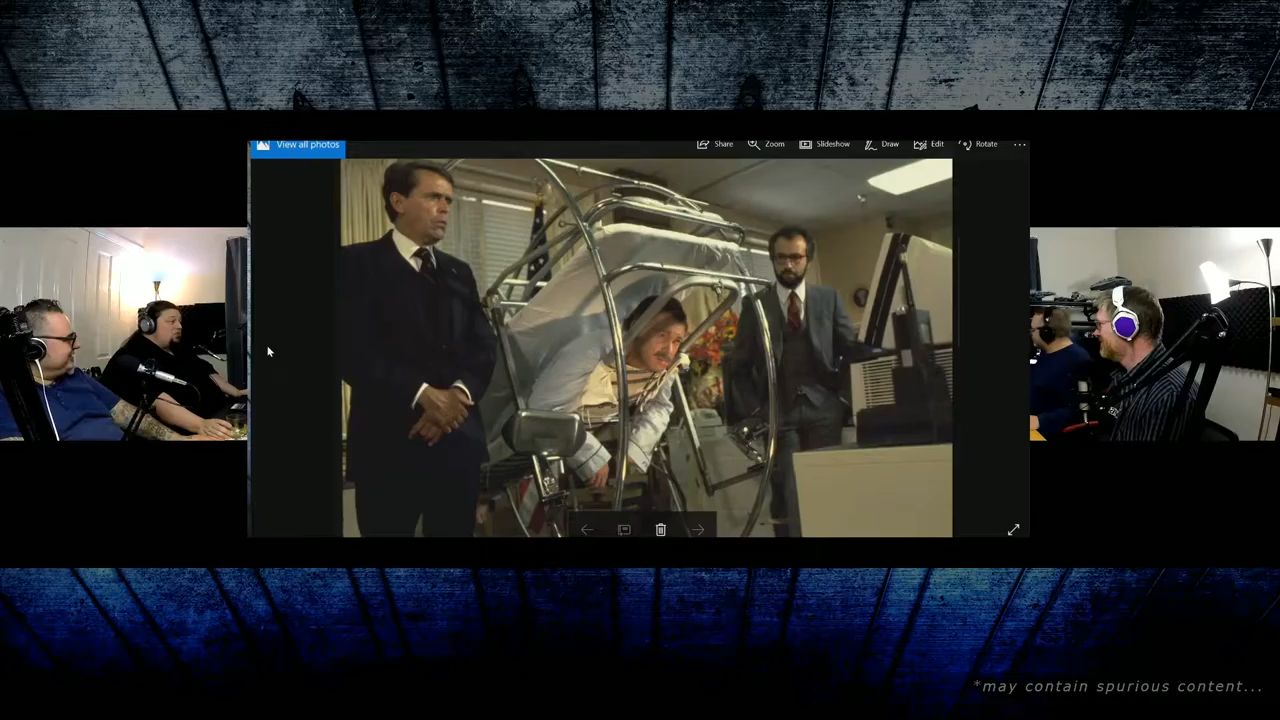 View all photos
Share Zoom Slideshow Draw Edit Rotate
*may contain spurious content...